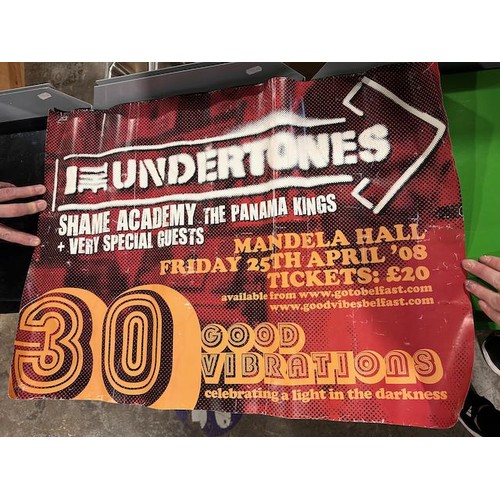 THE UNDERTONES
SHAME ACADEMY THE PANAMA KINGS
+ VERY SPECIAL GUESTS
MANDELA HALL
FRIDAY 25TH APRIL '08
TICKETS: £20
available from www.gotobelfast.com
www.goodvibesbelfast.com
30
GOOD
VIBRATIONS
celebrating a light in the darkness